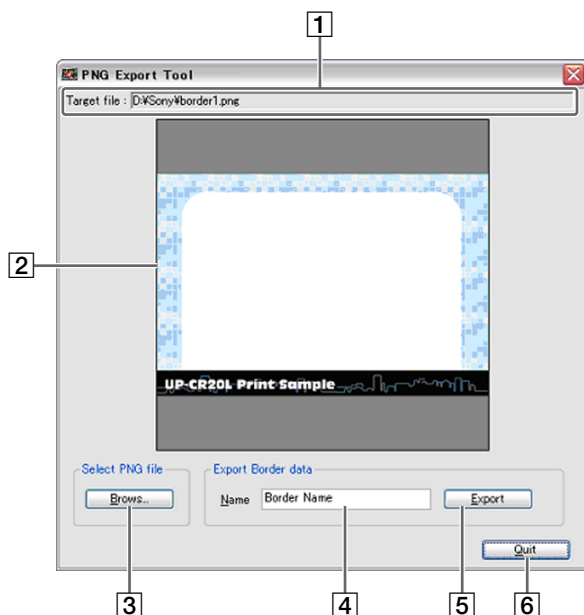 1
PNG Export Tool
Target file : D:¥Sony¥border1.png
2
UP-CR20L Print Sample
Select PNG file
Export Border data
Brows..
Name
Border Name
Export
Quit
3
4
5
6